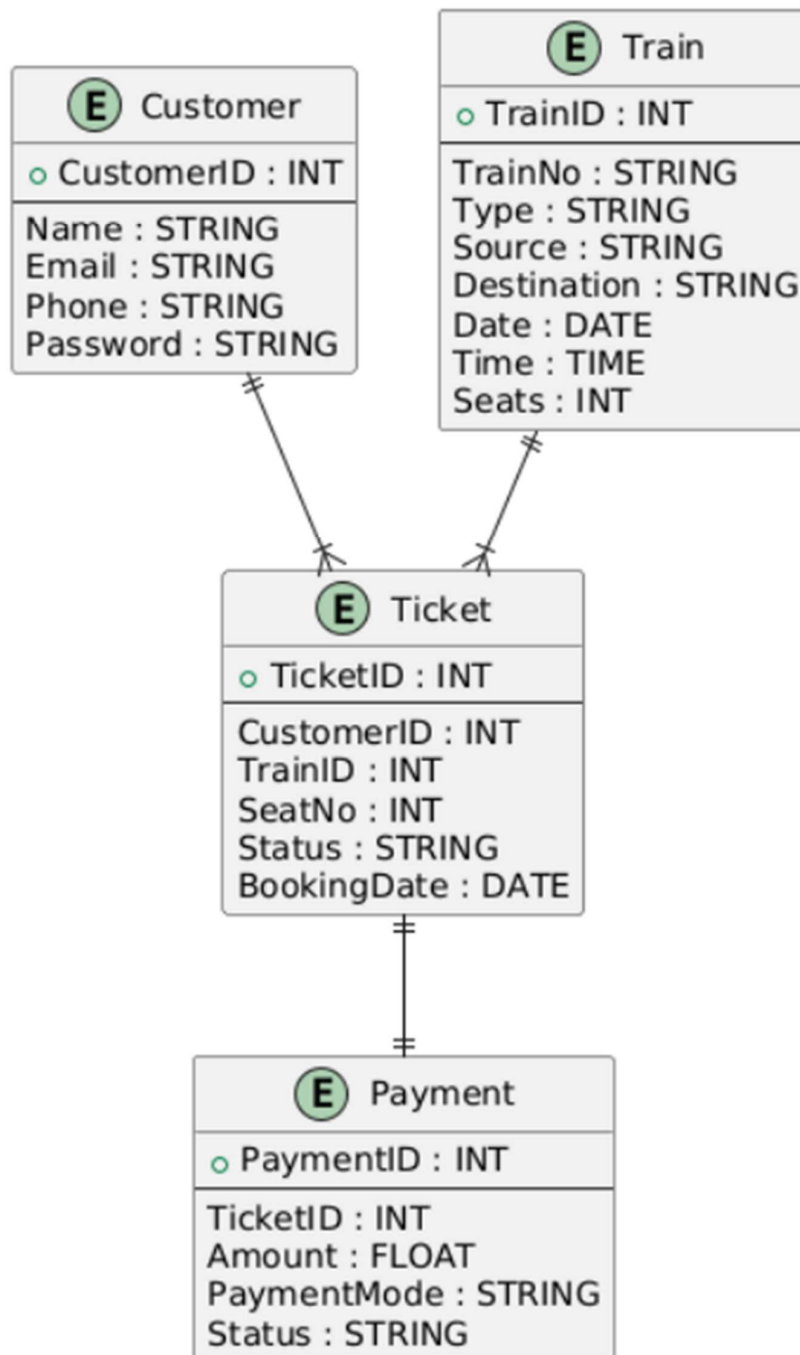 E Customer
CustomerID : INT
Name : STRING
Email : STRING
Phone : STRING
Password : STRING
E Train
TrainID : INT
TrainNo : STRING
Type : STRING
Source : STRING
Destination : STRING
Date : DATE
Time : TIME
Seats : INT
E Ticket
TicketID : INT
CustomerID : INT
TrainID : INT
SeatNo : INT
Status : STRING
BookingDate : DATE
E Payment
PaymentID : INT
TicketID : INT
Amount : FLOAT
PaymentMode : STRING
Status : STRING